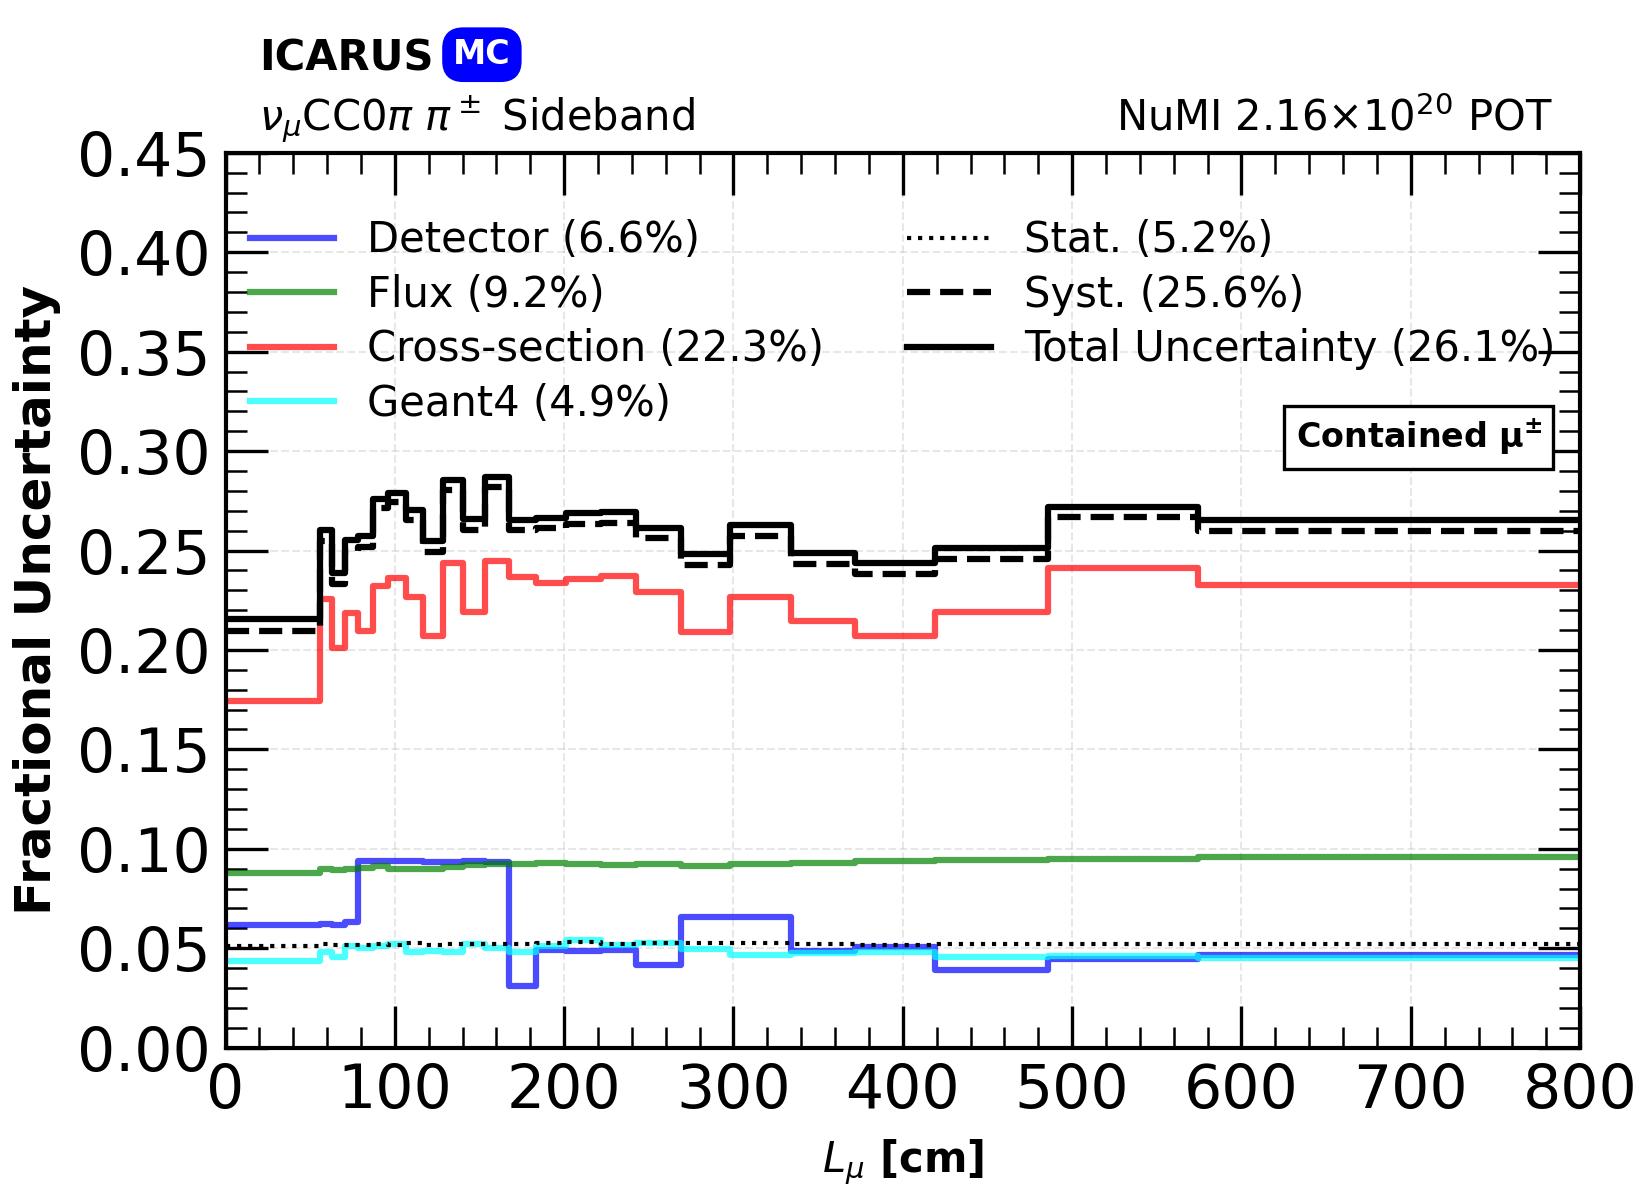 ICARUS MC
νμCC0π π± Sideband
NuMI 2.16×10²⁰ POT
Fractional Uncertainty
0.45
0.40
0.35
0.30
0.25
0.20
0.15
0.10
0.05
0.00
Detector (6.6%)
Flux (9.2%)
Cross-section (22.3%)
Geant4 (4.9%)
Stat. (5.2%)
Syst. (25.6%)
Total Uncertainty (26.1%)
Contained μ±
0 100 200 300 400 500 600 700 800
Lμ [cm]